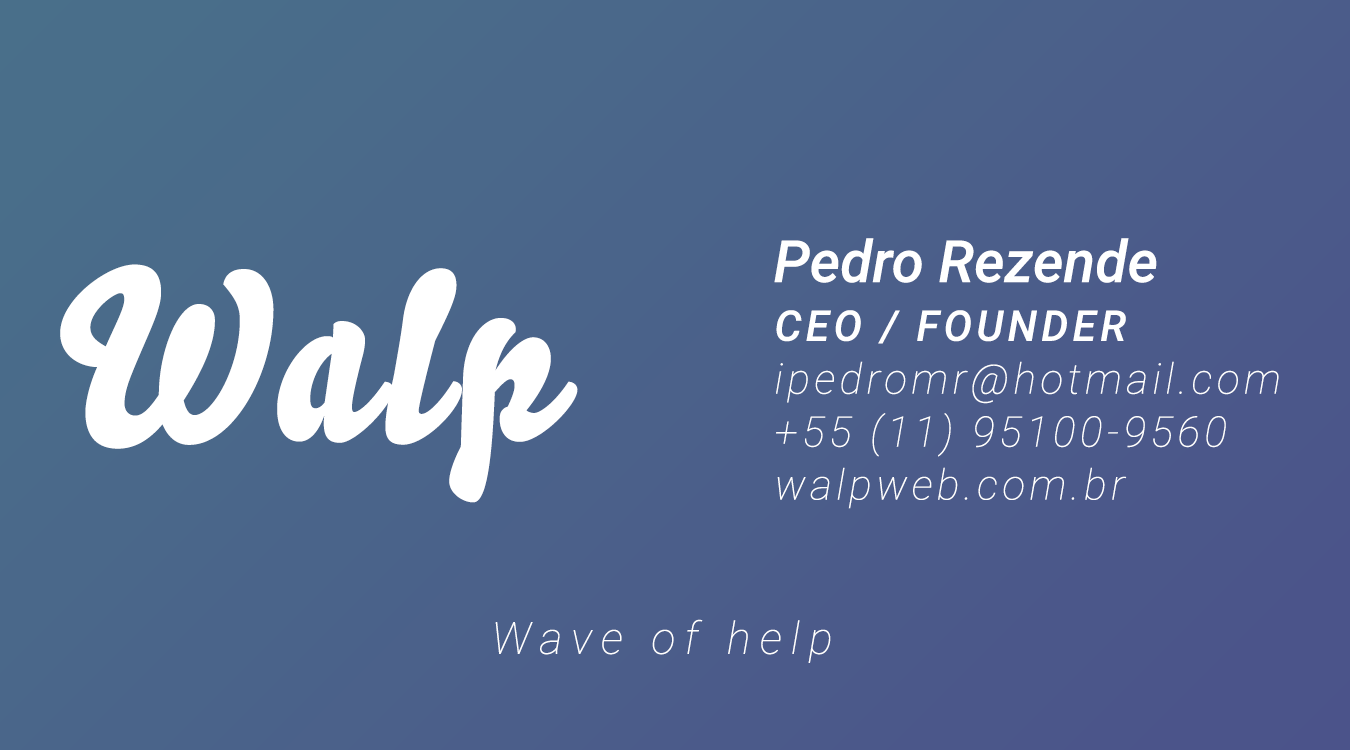 Walp
Pedro Rezende
CEO / FOUNDER
ipedromr@hotmail.com
+55 (11) 95100-9560
walpweb.com.br
Wave of help